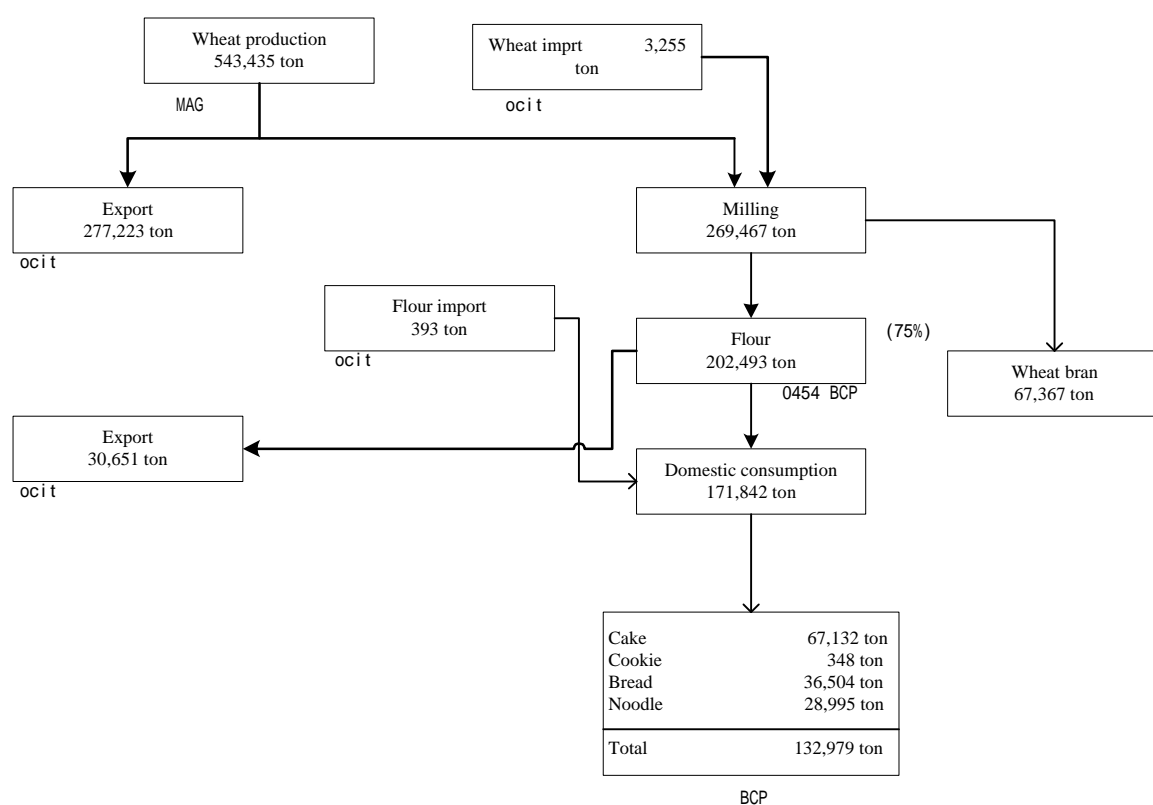 Wheat production
543,435 ton
Wheat imprt 3,255
ton
MAG
ocit
Export
277,223 ton
ocit
Milling
269,467 ton
Flour import
393 ton
ocit
Flour
202,493 ton
(75%)
0454 BCP
Wheat bran
67,367 ton
Export
30,651 ton
ocit
Domestic consumption
171,842 ton
Cake 67,132 ton
Cookie 348 ton
Bread 36,504 ton
Noodle 28,995 ton
Total 132,979 ton
BCP